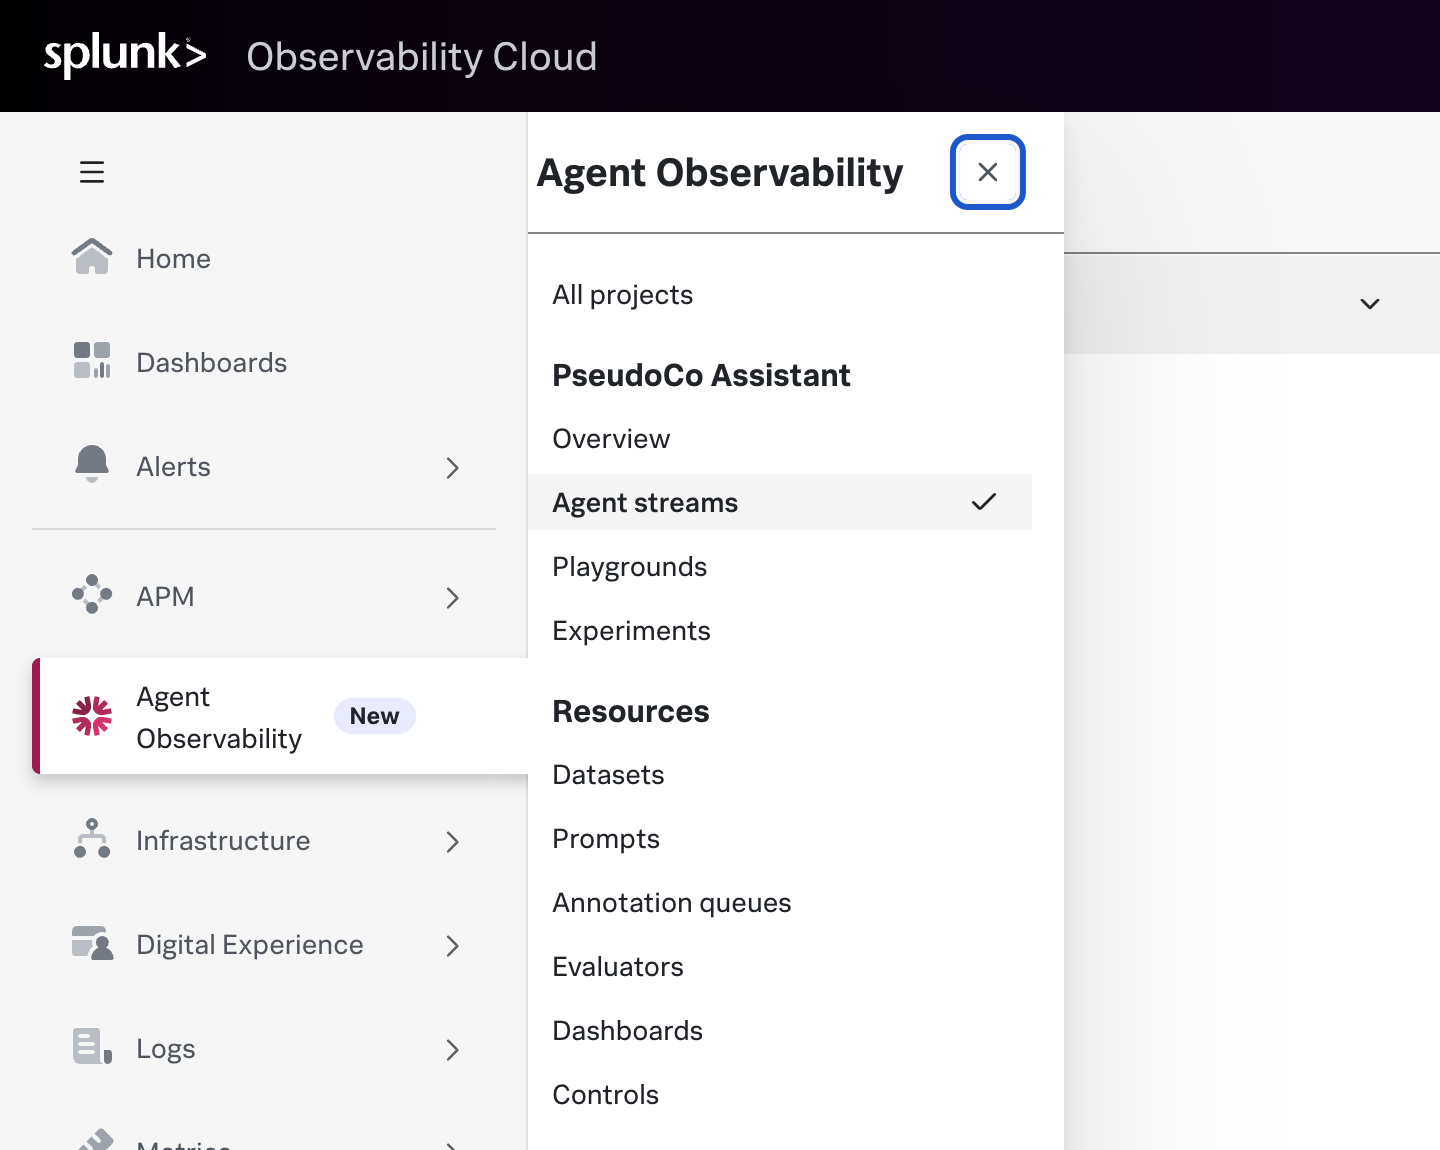 splunk> Observability Cloud
Home
Dashboards
Alerts
APM
Agent
Observability
New
Infrastructure
Digital Experience
Logs
Metrics
Agent Observability
All projects
PseudoCo Assistant
Overview
Agent streams
Playgrounds
Experiments
Resources
Datasets
Prompts
Annotation queues
Evaluators
Dashboards
Controls